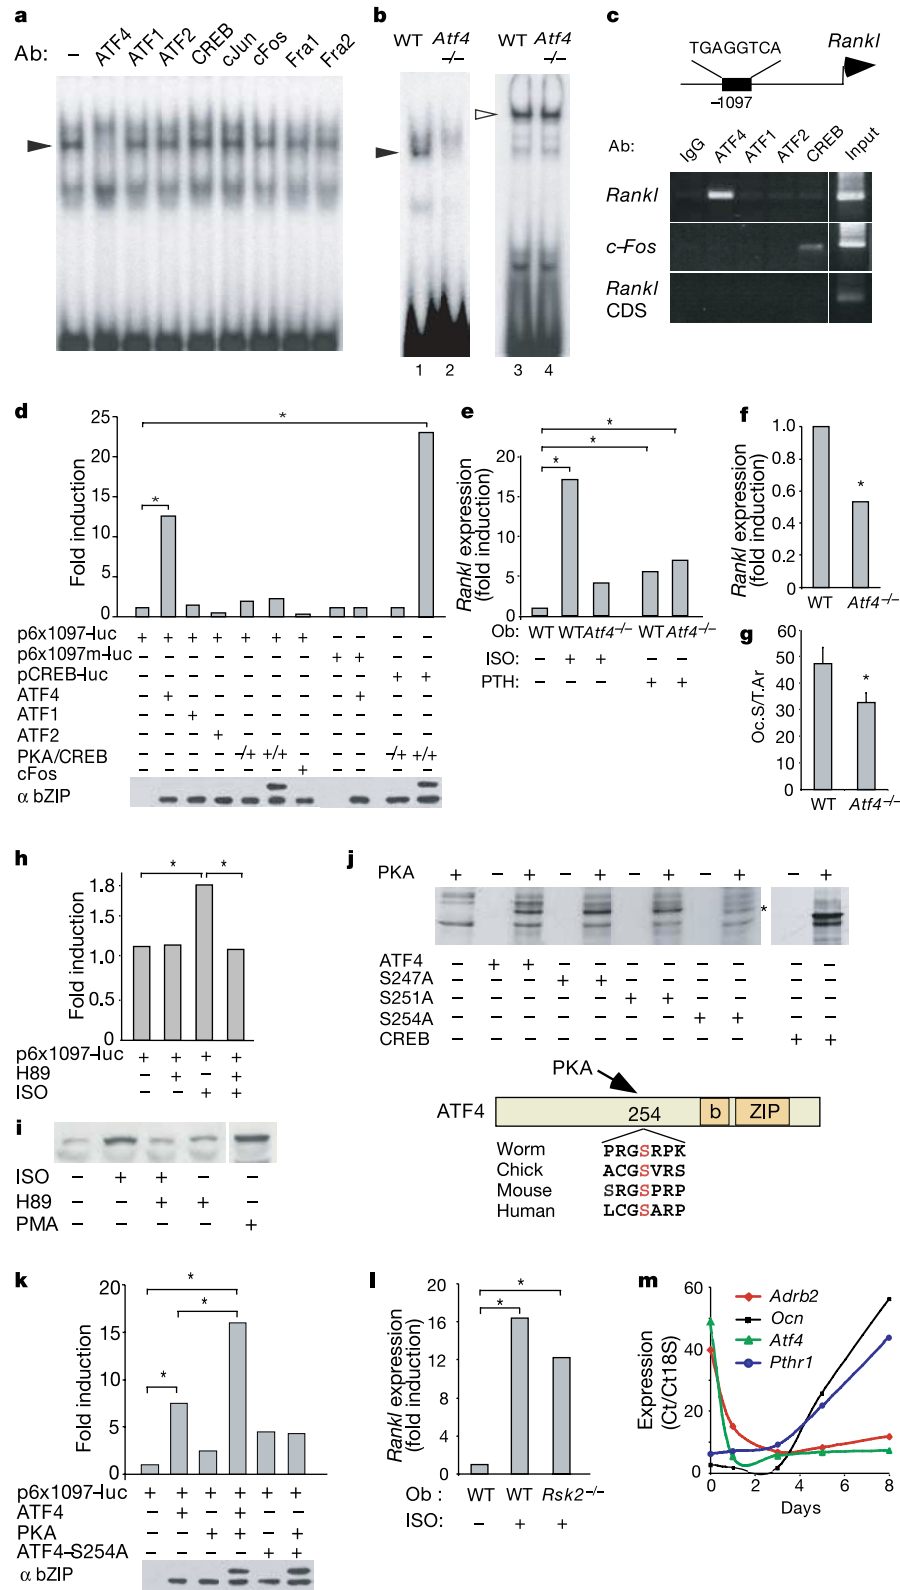 a
Ab: – ATF4 ATF1 ATF2 CREB cJun cFos Fra1 Fra2
b
WT Atf4 –/– WT Atf4 –/–
1 2 3 4
c
TGAGGTCA Rankl
–1097
Ab: IgG ATF4 ATF1 ATF2 CREB Input
Rankl
c-Fos
Rankl
CDS
d
Fold induction
25
20
15
10
5
0
* *
p6x1097-luc + + + + + + + – – – –
p6x1097m-luc – – – – – – – + + – –
pCREB-luc – – – – – – – – – + +
ATF4 – + – – – – – – + – –
ATF1 – – + – – – – – – – –
ATF2 – – – + – – – – – – –
PKA/CREB – – – – –/+ +/+ – – – –/+ +/+
cFos – – – – – – + – – – –
α bZIP
e
Rankl expression
(fold induction)
20
15
10
5
0
* * *
Ob: WT WT Atf4–/– WT Atf4–/–
ISO: – + + – –
PTH: – – – + +
f
Rankl expression
(fold induction)
1.0
0.8
0.6
0.4
0.2
0
*
WT Atf4–/–
g
Oc.S/T.Ar
60
50
40
30
20
10
0
*
WT Atf4–/–
h
Fold induction
1.8
1.5
1.0
0.5
0
* *
p6x1097-luc + + + +
H89 – + – +
ISO – – + +
i
ISO – + + – –
H89 – – + + –
PMA – – – – +
j
PKA + – + – + – + – + – +
*
ATF4 – + + – – – – – – – –
S247A – – – + + – – – – – –
S251A – – – – – + + – – – –
S254A – – – – – – – + + – –
CREB – – – – – – – – – + +
PKA
ATF4 254 b ZIP
Worm PRGSRPK
Chick ACGSVRS
Mouse SRGSPRP
Human LCGSARP
k
Fold induction
20
15
10
5
0
* * *
p6x1097-luc + + + + + +
ATF4 – + – + – –
PKA – – + + – +
ATF4-S254A – – – – + +
α bZIP
l
Rankl expression
(fold induction)
20
16
12
8
4
0
* *
Ob : WT WT Rsk2–/–
ISO: – + +
m
Expression
(Ct/Ct18S)
60
40
20
0
Adrb2
Ocn
Atf4
Pthr1
0 2 4 6 8
Days